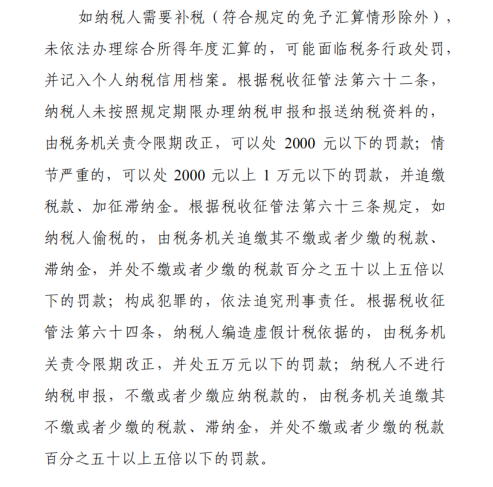 如纳税人需要补税（符合规定的免予汇算情形除外），
未依法办理综合所得年度汇算的，可能面临税务行政处罚，
并记入个人纳税信用档案。根据税收征管法第六十二条，
纳税人未按照规定期限办理纳税申报和报送纳税资料的，
由税务机关责令限期改正，可以处 2000 元以下的罚款；情
节严重的，可以处 2000 元以上 1 万元以下的罚款，并追缴
税款、加征滞纳金。根据税收征管法第六十三条规定，如
纳税人偷税的，由税务机关追缴其不缴或者少缴的税款、
滞纳金，并处不缴或者少缴的税款百分之五十以上五倍以
下的罚款；构成犯罪的，依法追究刑事责任。根据税收征
管法第六十四条，纳税人编造虚假计税依据的，由税务机
关责令限期改正，并处五万元以下的罚款；纳税人不进行
纳税申报，不缴或者少缴应纳税款的，由税务机关追缴其
不缴或者少缴的税款、滞纳金，并处不缴或者少缴的税款
百分之五十以上五倍以下的罚款。